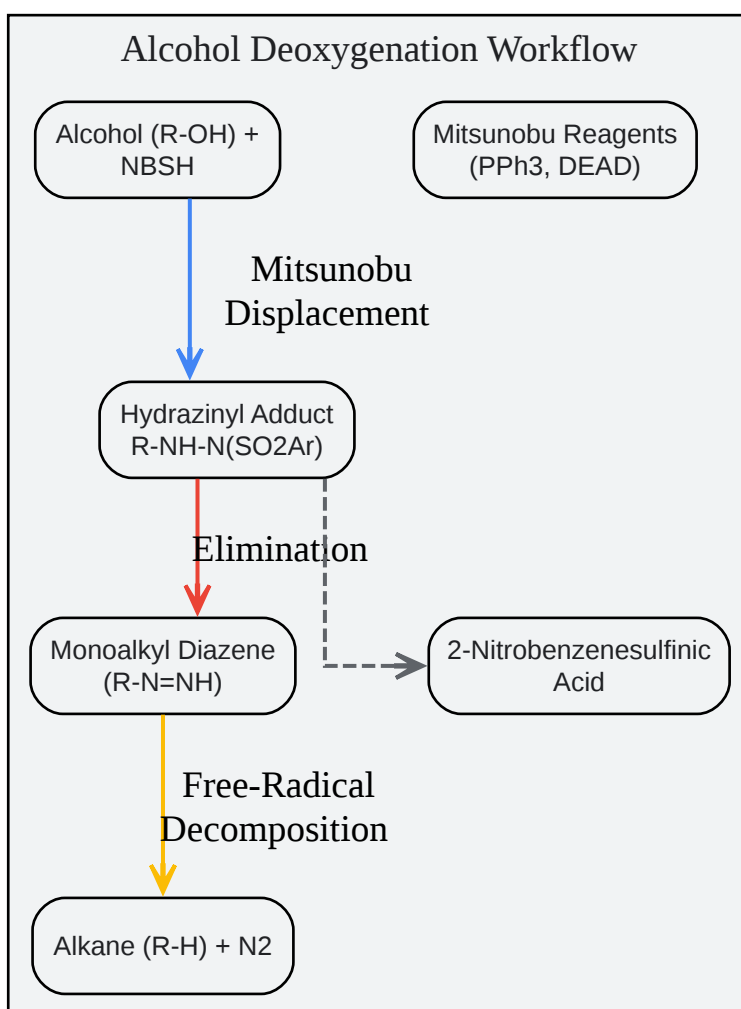 Alcohol Deoxygenation Workflow
Alcohol (R-OH) +
NBSH
Mitsunobu Reagents
(PPh3, DEAD)
Mitsunobu
Displacement
Hydrazinyl Adduct
R-NH-N(SO2Ar)
Elimination
Monoalkyl Diazene
(R-N=NH)
2-Nitrobenzenesulfinic
Acid
Free-Radical
Decomposition
Alkane (R-H) + N2